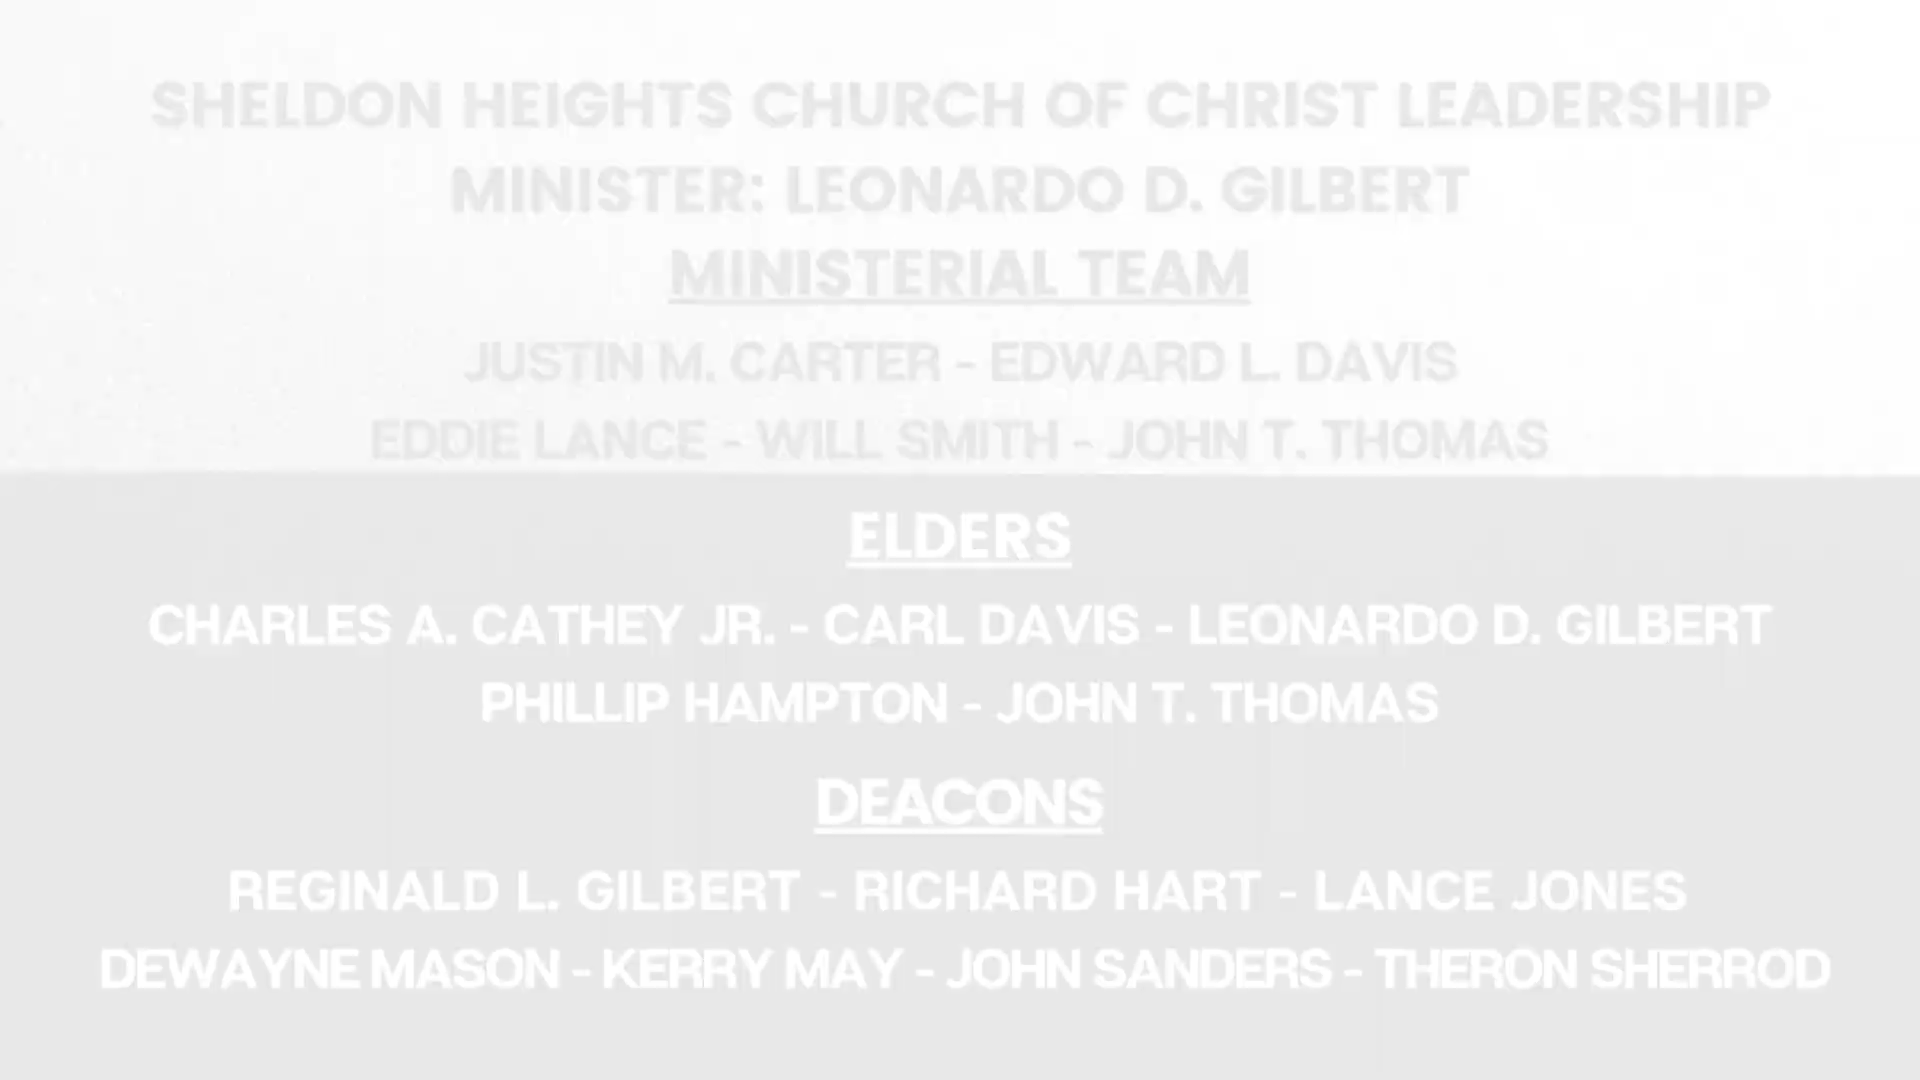 SHELDON HEIGHTS CHURCH OF CHRIST LEADERSHIP
MINISTER: LEONARDO D. GILBERT
MINISTERIAL TEAM
JUSTIN M. CARTER - EDWARD L. DAVIS
EDDIE LANCE - WILL SMITH - JOHN T. THOMAS
ELDERS
CHARLES A. CATHEY JR. - CARL DAVIS - LEONARDO D. GILBERT
PHILLIP HAMPTON - JOHN T. THOMAS
DEACONS
REGINALD L. GILBERT - RICHARD HART - LANCE JONES
DEWAYNE MASON - KERRY MAY - JOHN SANDERS - THERON SHERROD